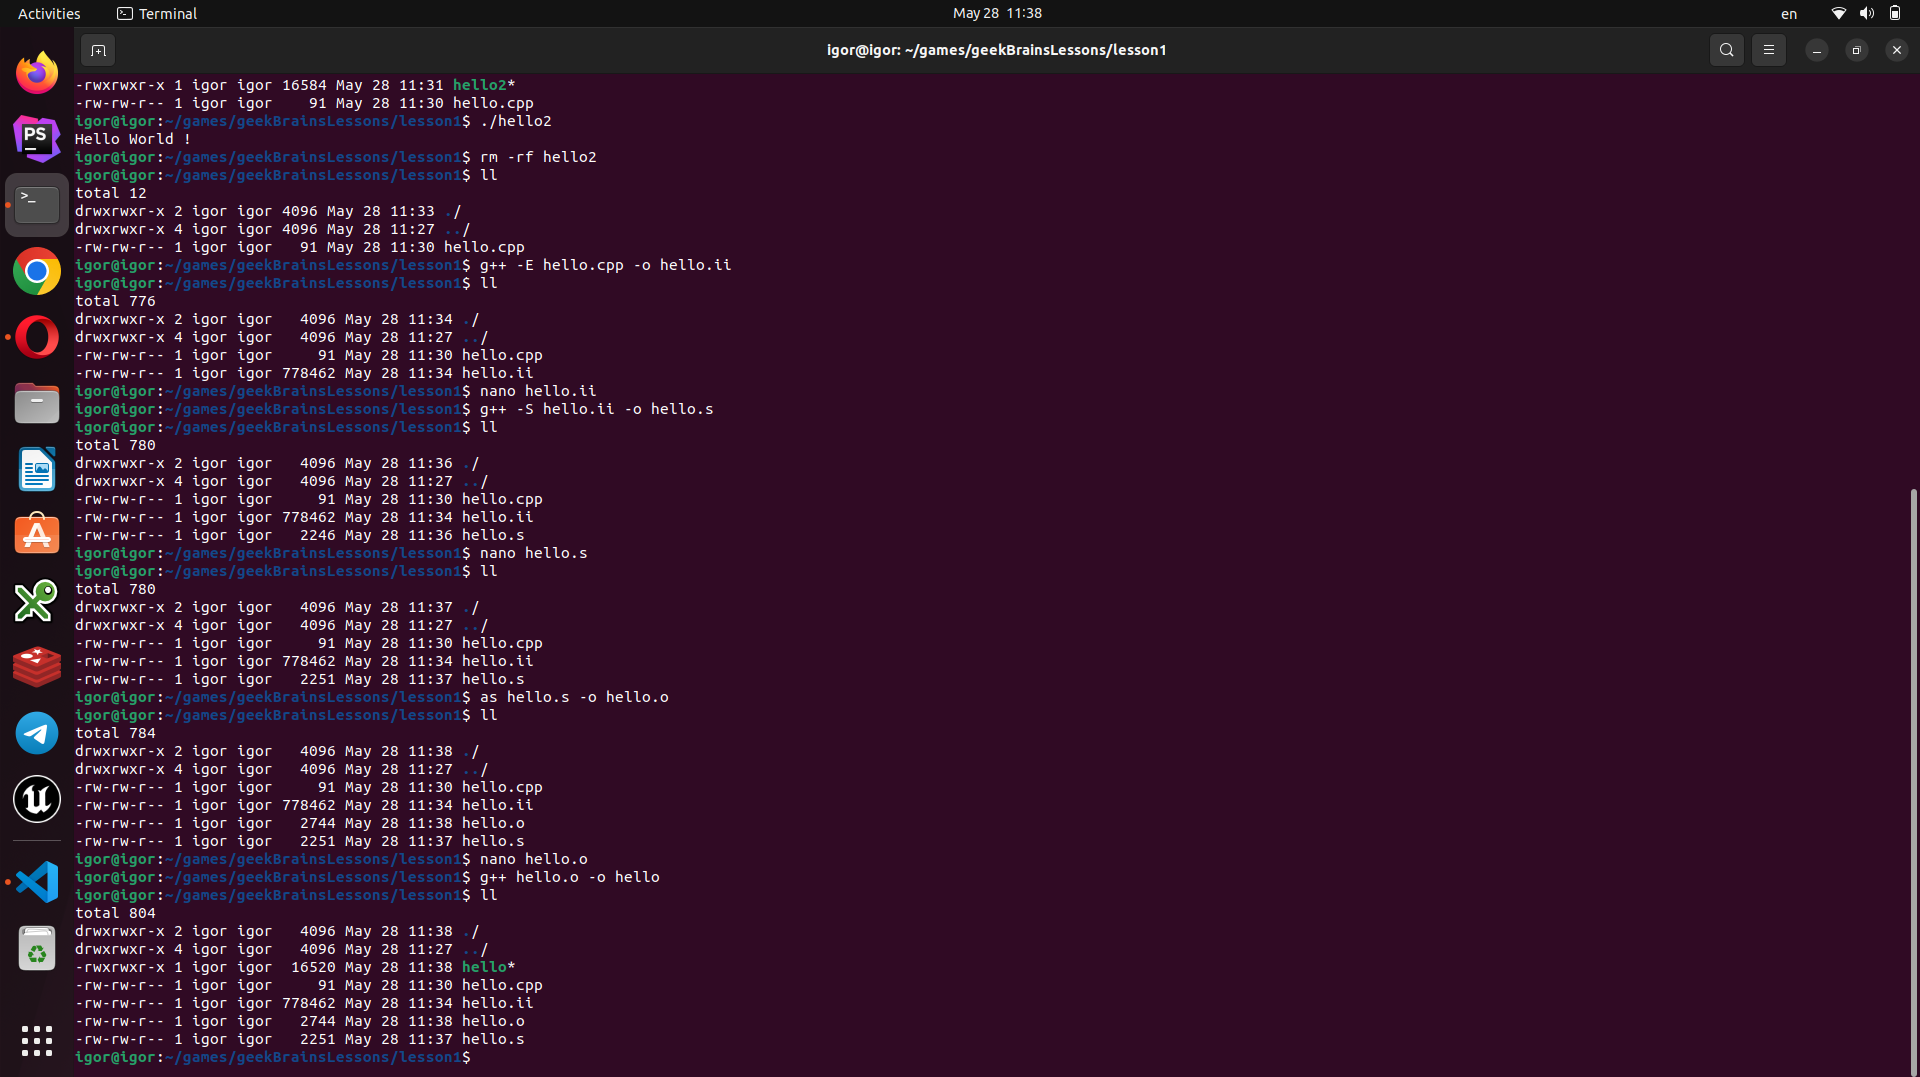 Activities
Terminal
May 28 11:38
en
igor@igor: ~/games/geekBrainsLessons/lesson1
-rwxrwxr-x 1 igor igor 16584 May 28 11:31 hello2*
-rw-rw-r-- 1 igor igor    91 May 28 11:30 hello.cpp
igor@igor:~/games/geekBrainsLessons/lesson1$ ./hello2
Hello World !
igor@igor:~/games/geekBrainsLessons/lesson1$ rm -rf hello2
igor@igor:~/games/geekBrainsLessons/lesson1$ ll
total 12
drwxrwxr-x 2 igor igor 4096 May 28 11:33 ./
drwxrwxr-x 4 igor igor 4096 May 28 11:27 ../
-rw-rw-r-- 1 igor igor   91 May 28 11:30 hello.cpp
igor@igor:~/games/geekBrainsLessons/lesson1$ g++ -E hello.cpp -o hello.ii
igor@igor:~/games/geekBrainsLessons/lesson1$ ll
total 776
drwxrwxr-x 2 igor igor   4096 May 28 11:34 ./
drwxrwxr-x 4 igor igor   4096 May 28 11:27 ../
-rw-rw-r-- 1 igor igor     91 May 28 11:30 hello.cpp
-rw-rw-r-- 1 igor igor 778462 May 28 11:34 hello.ii
igor@igor:~/games/geekBrainsLessons/lesson1$ nano hello.ii
igor@igor:~/games/geekBrainsLessons/lesson1$ g++ -S hello.ii -o hello.s
igor@igor:~/games/geekBrainsLessons/lesson1$ ll
total 780
drwxrwxr-x 2 igor igor   4096 May 28 11:36 ./
drwxrwxr-x 4 igor igor   4096 May 28 11:27 ../
-rw-rw-r-- 1 igor igor     91 May 28 11:30 hello.cpp
-rw-rw-r-- 1 igor igor 778462 May 28 11:34 hello.ii
-rw-rw-r-- 1 igor igor   2246 May 28 11:36 hello.s
igor@igor:~/games/geekBrainsLessons/lesson1$ nano hello.s
igor@igor:~/games/geekBrainsLessons/lesson1$ ll
total 780
drwxrwxr-x 2 igor igor   4096 May 28 11:37 ./
drwxrwxr-x 4 igor igor   4096 May 28 11:27 ../
-rw-rw-r-- 1 igor igor     91 May 28 11:30 hello.cpp
-rw-rw-r-- 1 igor igor 778462 May 28 11:34 hello.ii
-rw-rw-r-- 1 igor igor   2251 May 28 11:37 hello.s
igor@igor:~/games/geekBrainsLessons/lesson1$ as hello.s -o hello.o
igor@igor:~/games/geekBrainsLessons/lesson1$ ll
total 784
drwxrwxr-x 2 igor igor   4096 May 28 11:38 ./
drwxrwxr-x 4 igor igor   4096 May 28 11:27 ../
-rw-rw-r-- 1 igor igor     91 May 28 11:30 hello.cpp
-rw-rw-r-- 1 igor igor 778462 May 28 11:34 hello.ii
-rw-rw-r-- 1 igor igor   2744 May 28 11:38 hello.o
-rw-rw-r-- 1 igor igor   2251 May 28 11:37 hello.s
igor@igor:~/games/geekBrainsLessons/lesson1$ nano hello.o
igor@igor:~/games/geekBrainsLessons/lesson1$ g++ hello.o -o hello
igor@igor:~/games/geekBrainsLessons/lesson1$ ll
total 804
drwxrwxr-x 2 igor igor   4096 May 28 11:38 ./
drwxrwxr-x 4 igor igor   4096 May 28 11:27 ../
-rwxrwxr-x 1 igor igor  16520 May 28 11:38 hello*
-rw-rw-r-- 1 igor igor     91 May 28 11:30 hello.cpp
-rw-rw-r-- 1 igor igor 778462 May 28 11:34 hello.ii
-rw-rw-r-- 1 igor igor   2744 May 28 11:38 hello.o
-rw-rw-r-- 1 igor igor   2251 May 28 11:37 hello.s
igor@igor:~/games/geekBrainsLessons/lesson1$
PS
>_